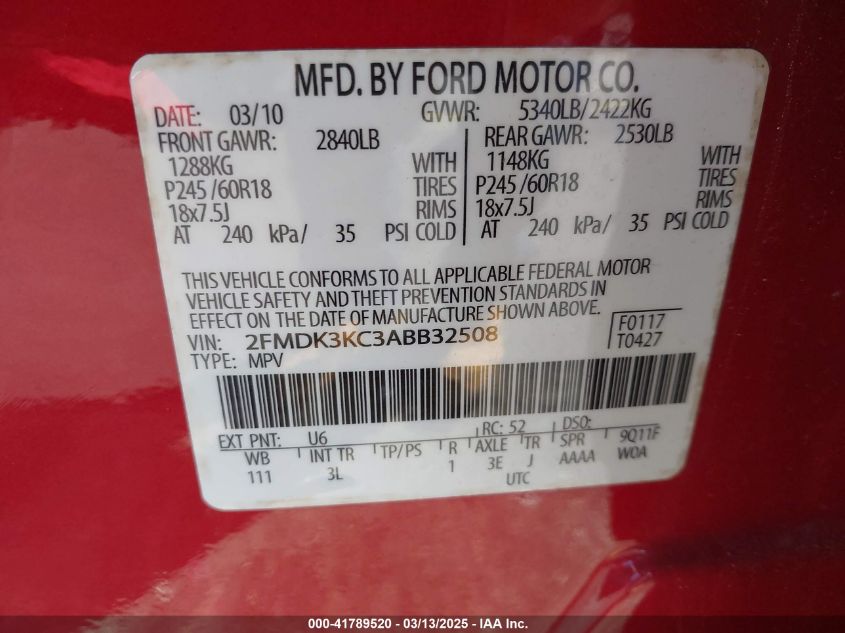 MFD. BY FORD MOTOR CO.
DATE: 03/10 GVWR: 5340LB/2422KG
FRONT GAWR: 2840LB REAR GAWR: 2530LB
1288KG WITH 1148KG WITH
P245/60R18 TIRES P245/60R18 TIRES
18x7.5J RIMS 18x7.5J RIMS
AT 240 kPa/ 35 PSI COLD AT 240 kPa/ 35 PSI COLD
THIS VEHICLE CONFORMS TO ALL APPLICABLE FEDERAL MOTOR
VEHICLE SAFETY AND THEFT PREVENTION STANDARDS IN
EFFECT ON THE DATE OF MANUFACTURE SHOWN ABOVE.
VIN: 2FMDK3KC3ABB32508 F0117
TYPE: MPV T0427
EXT PNT: U6 RC: 52 DSO:
WB INT TR TP/PS R AXLE TR SPR 9Q11F
111 3L 1 3E J AAAA WOA
UTC
000-41789520 - 03/13/2025 - IAA Inc.